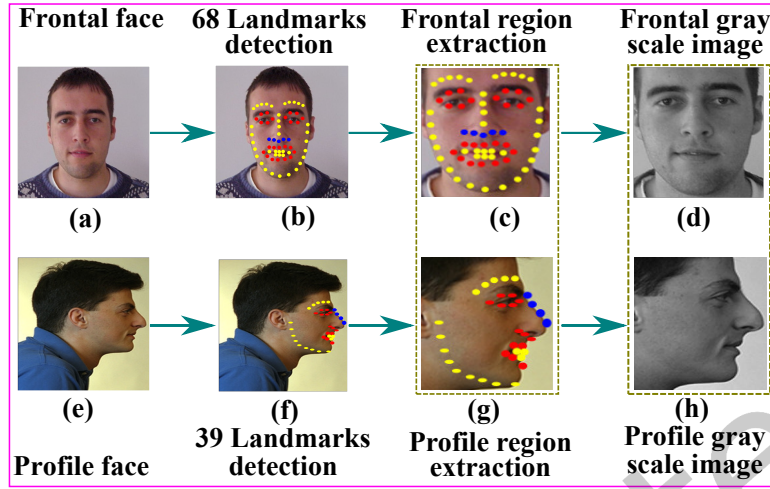 Frontal face
68 Landmarks
detection
Frontal region
extraction
Frontal gray
scale image
(a)
(b)
(c)
(d)
(e)
(f)
(g)
(h)
Profile face
39 Landmarks
detection
Profile region
extraction
Profile gray
scale image